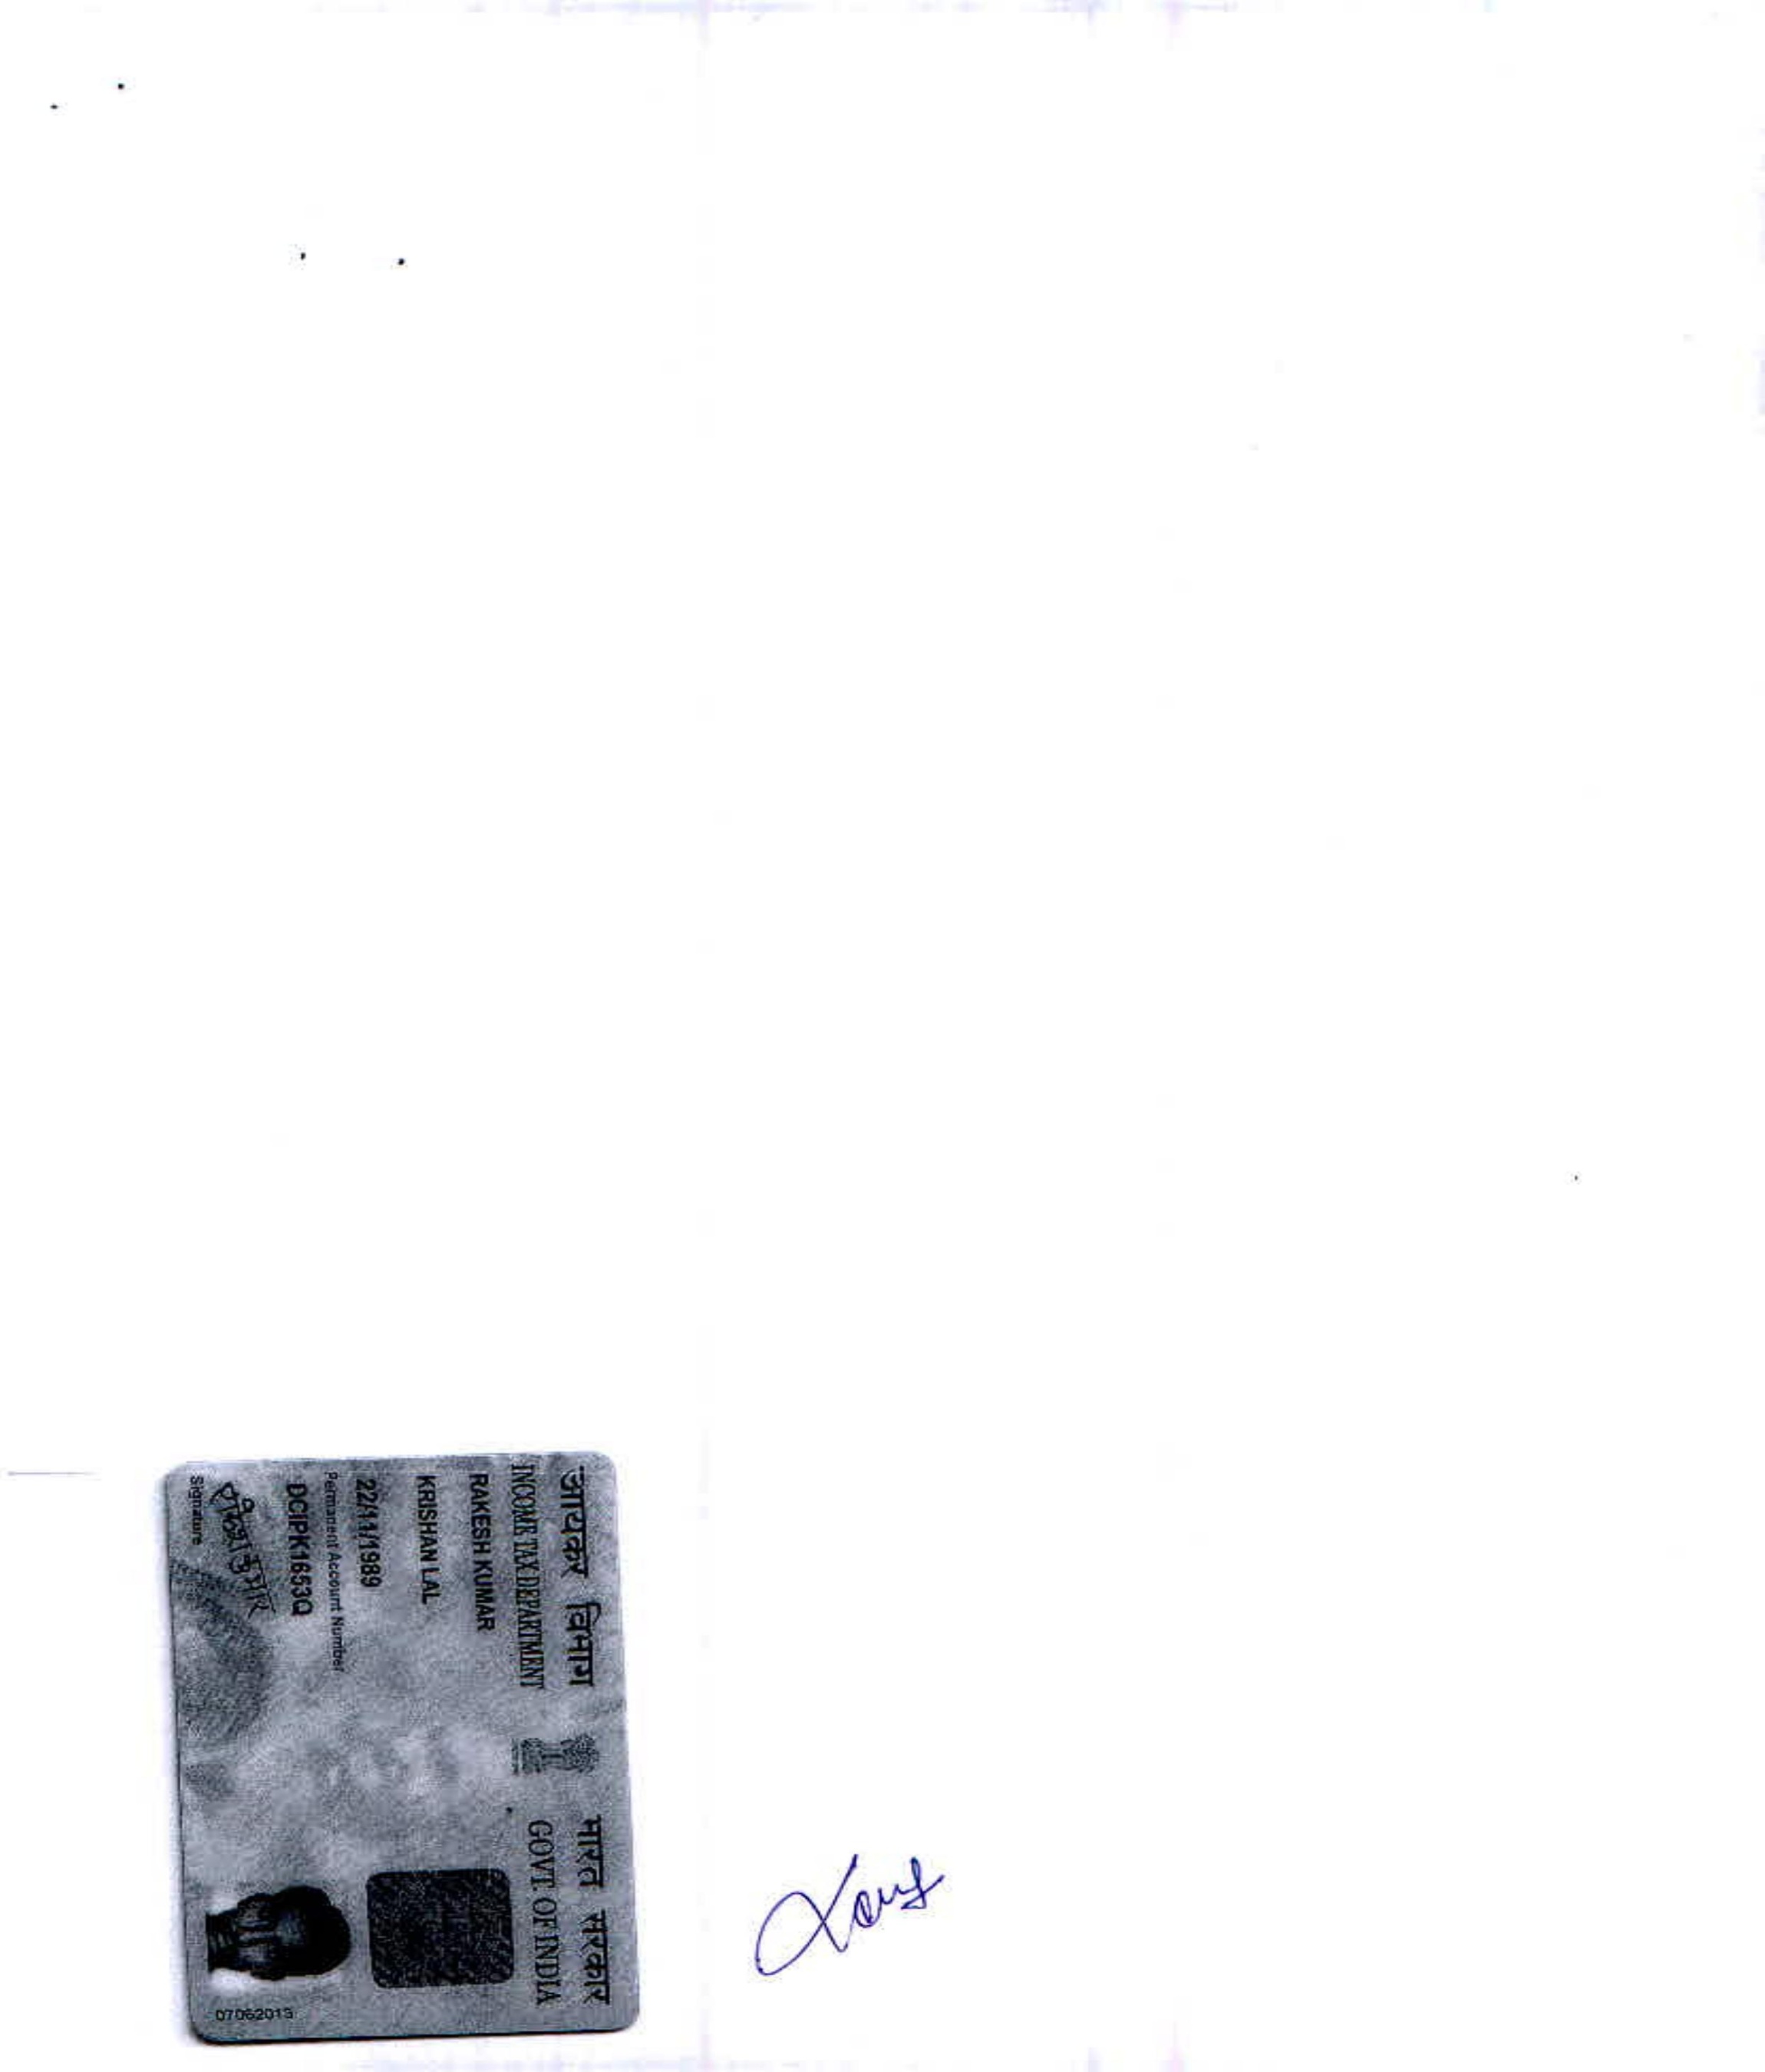 आयकर विभाग
INCOME TAX DEPARTMENT
भारत सरकार
GOVT. OF INDIA
RAKESH KUMAR
KRISHAN LAL
22/11/1989
Permanent Account Number
DCIPK1653Q
Signature
07062013